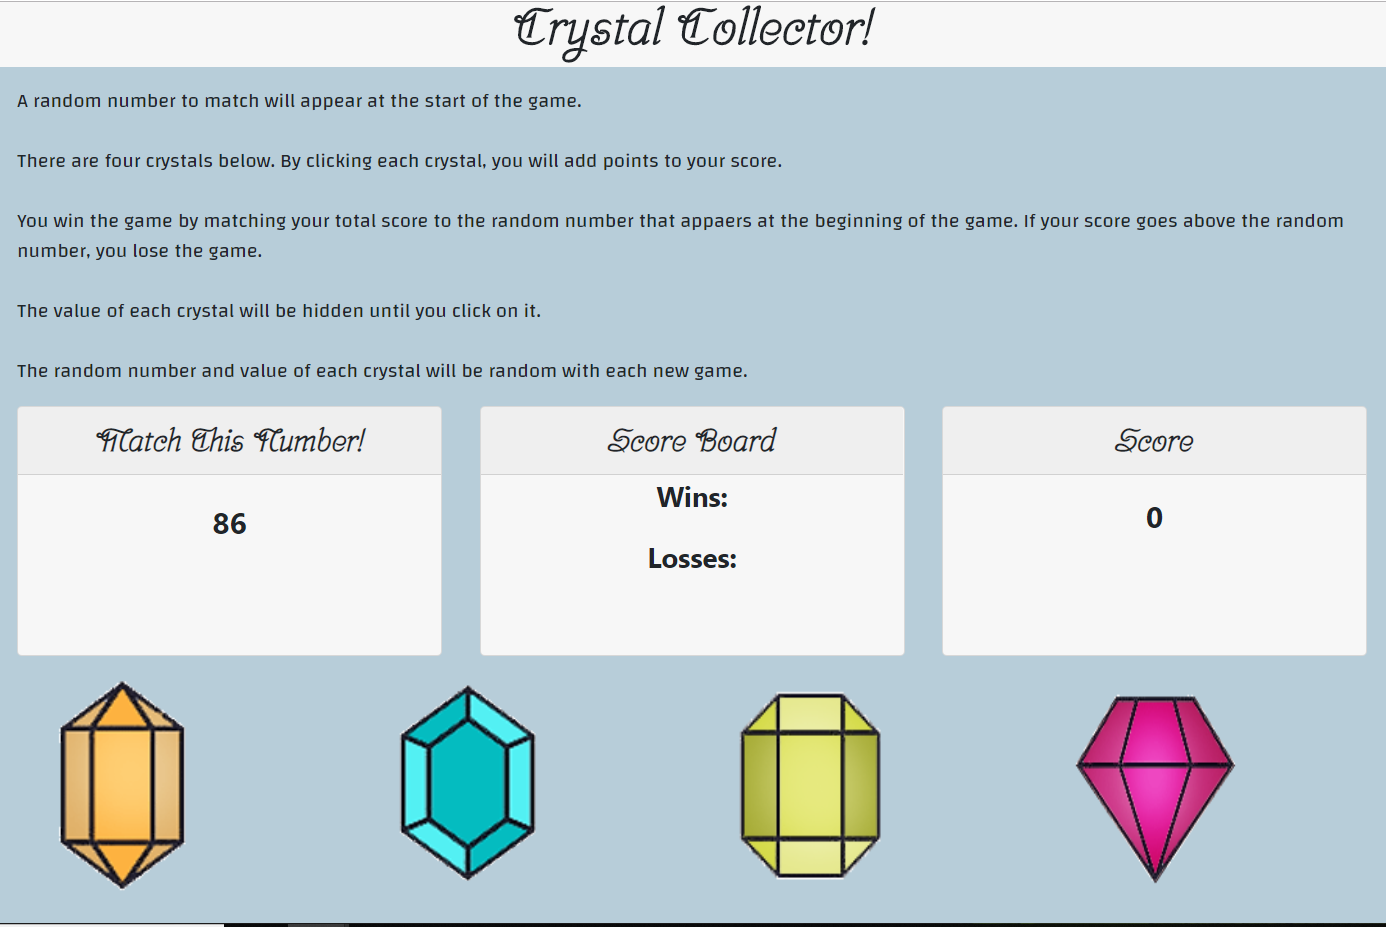 Crystal Collector!
A random number to match will appear at the start of the game.
There are four crystals below. By clicking each crystal, you will add points to your score.
You win the game by matching your total score to the random number that appaers at the beginning of the game. If your score goes above the random
number, you lose the game.
The value of each crystal will be hidden until you click on it.
The random number and value of each crystal will be random with each new game.
Match This Number!
86
Score Board
Wins:
Losses:
Score
0